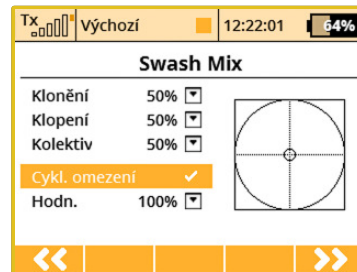 Tx Výchozí 12:22:01 64%
Swash Mix
Klonění 50%
Klopení 50%
Kolektiv 50%
Cykl. omezení ✓
Hodn. 100%